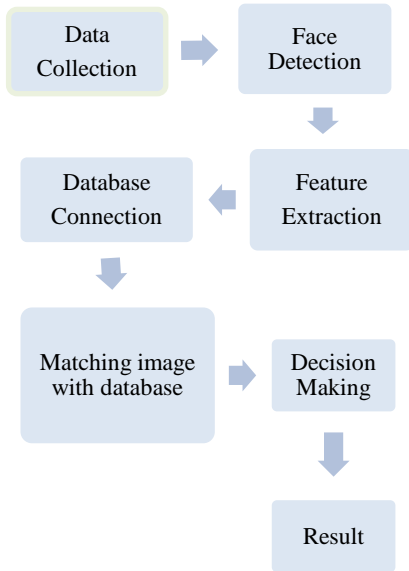 Data
Collection
Face
Detection
Feature
Extraction
Database
Connection
Matching image
with database
Decision
Making
Result